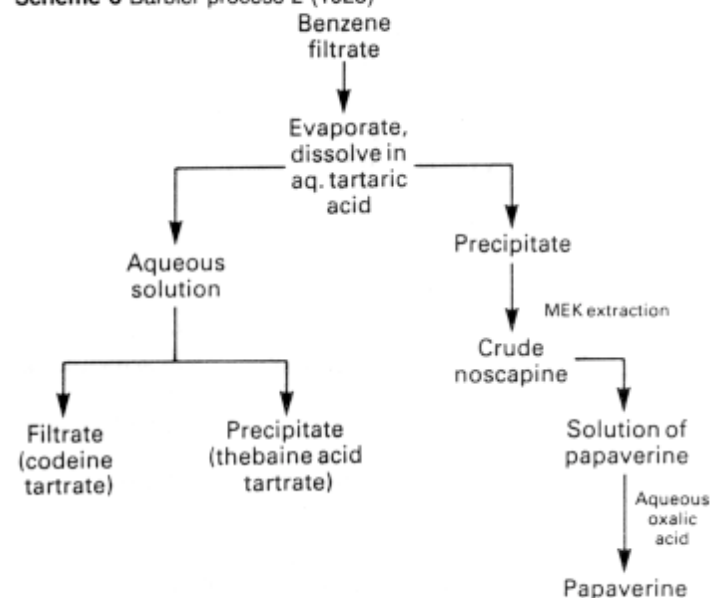 Benzene
filtrate
Evaporate,
dissolve in
aq. tartaric
acid
Aqueous
solution
Precipitate
MEK extraction
Crude
noscapine
Filtrate
(codeine
tartrate)
Precipitate
(thebaine acid
tartrate)
Solution of
papaverine
Aqueous
oxalic
acid
Papaverine